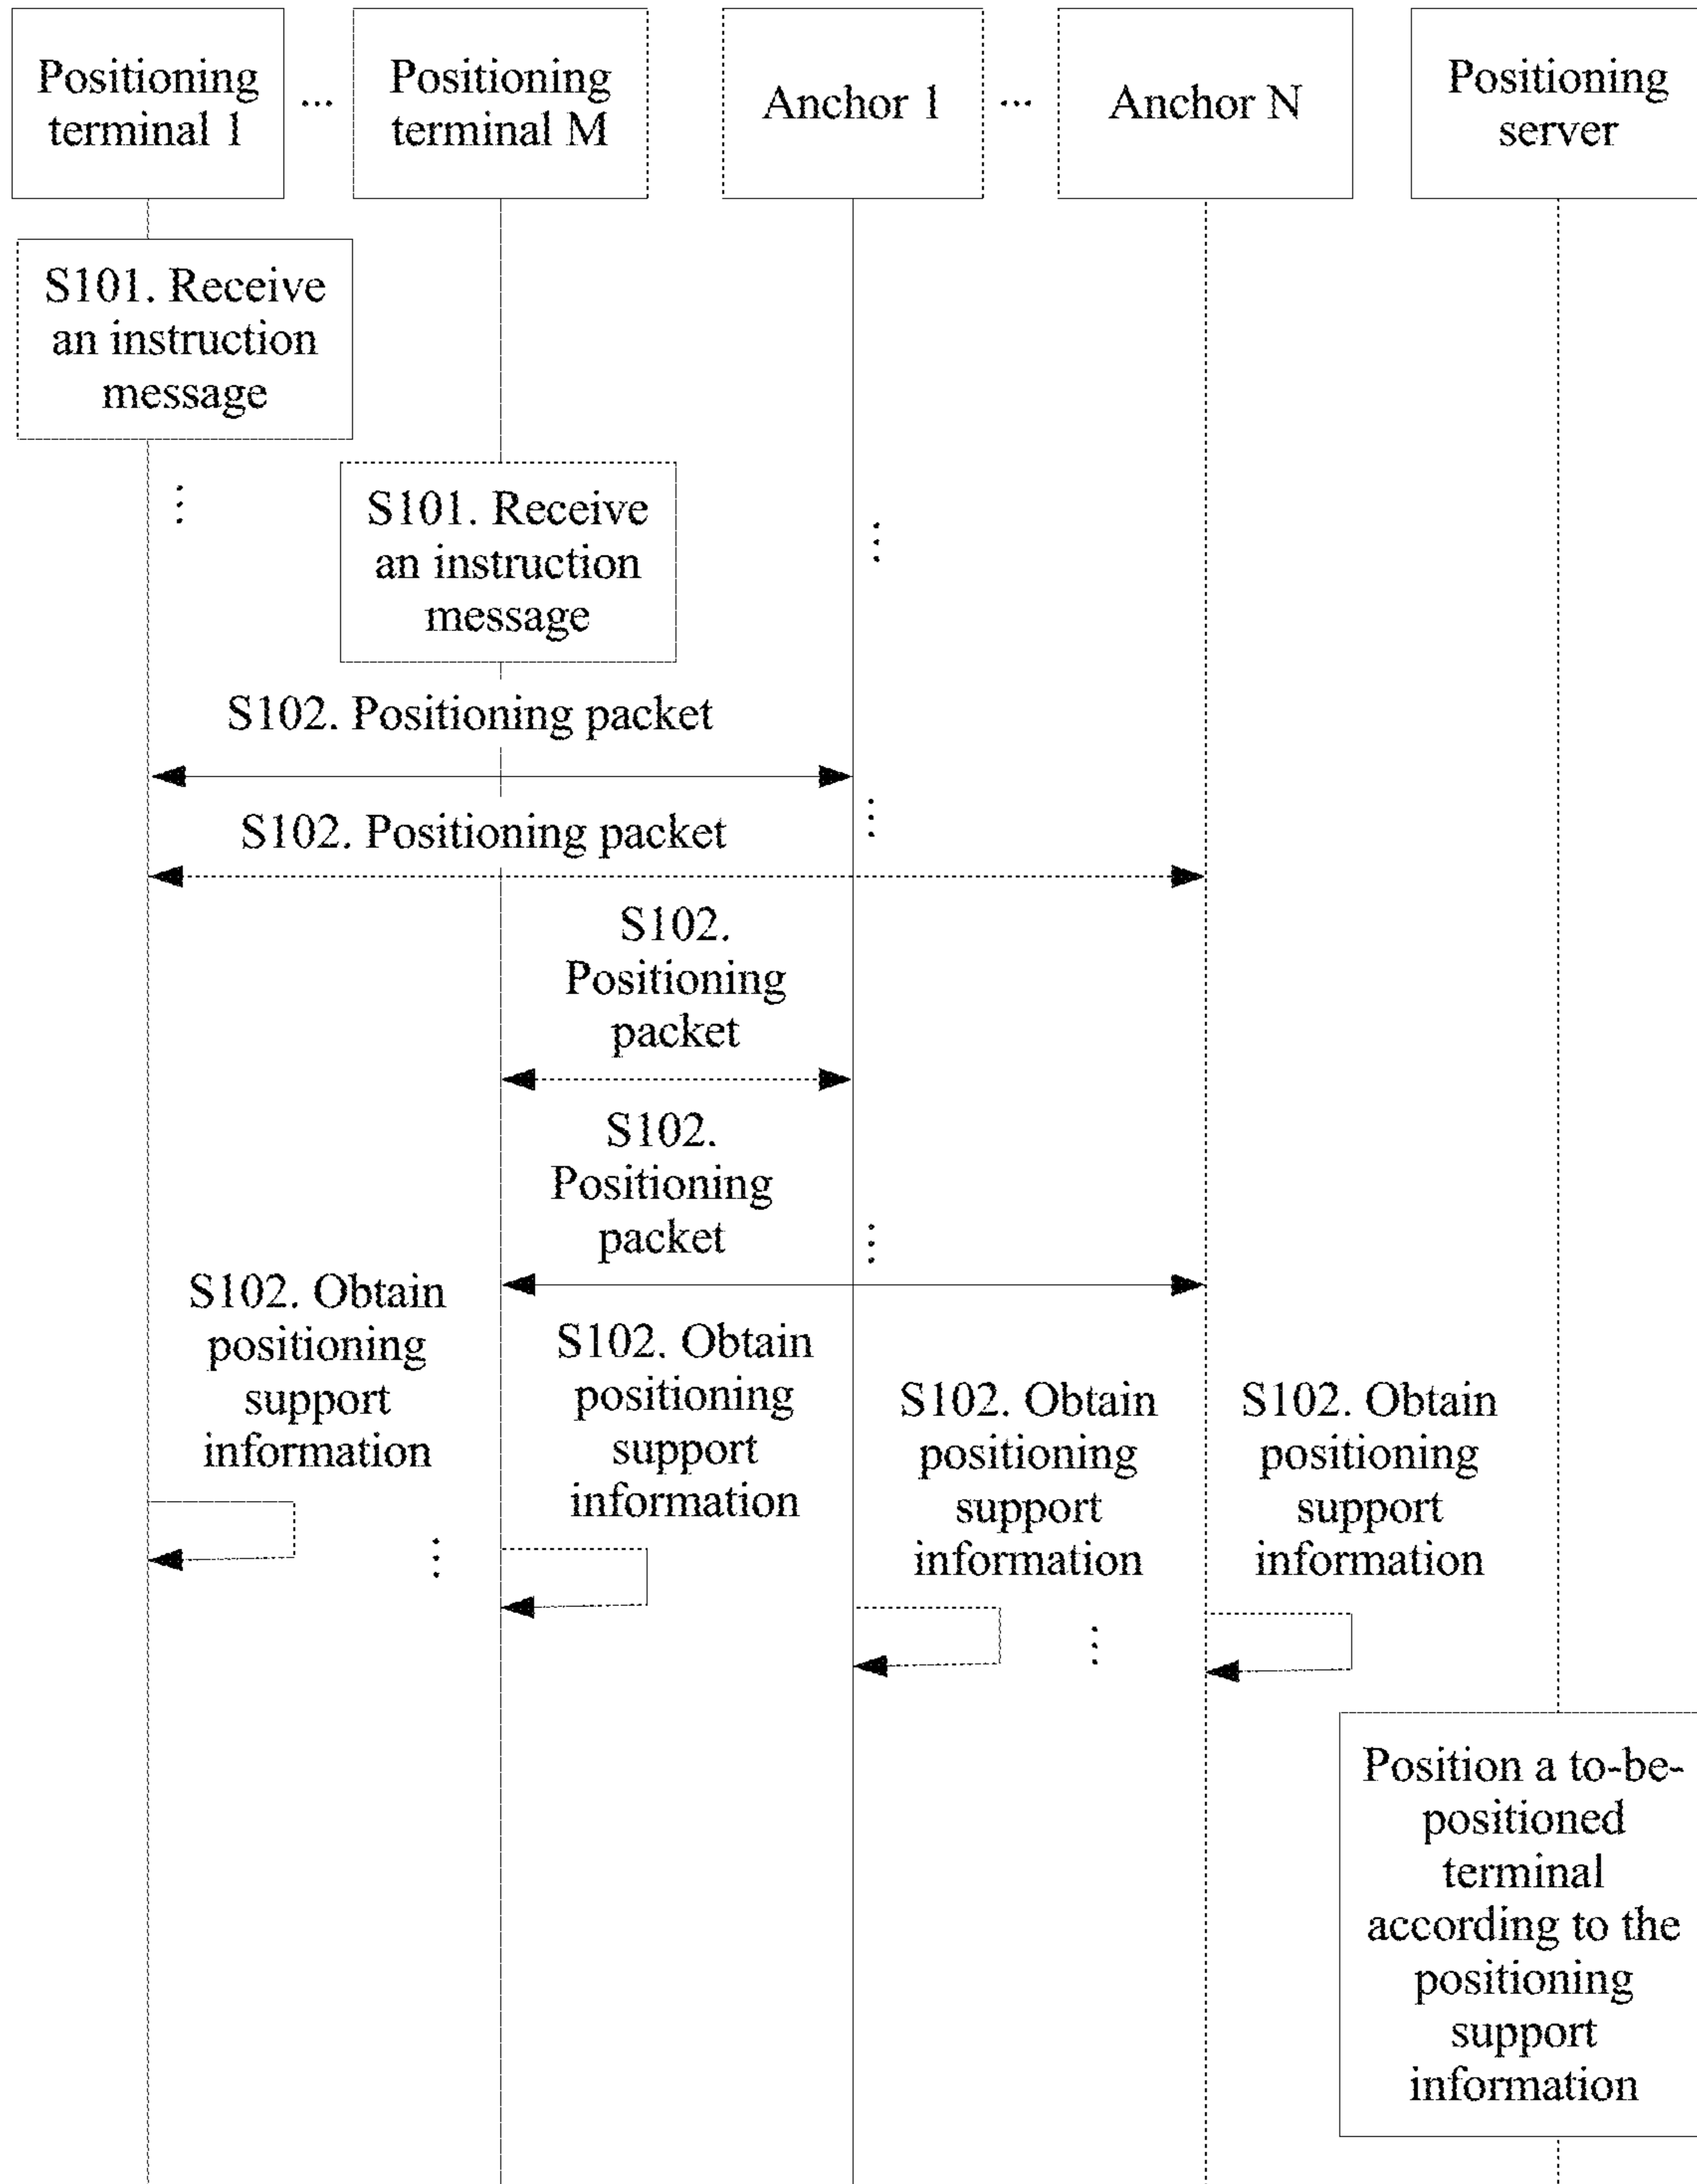 Positioning
terminal 1
...
Positioning
terminal M
Anchor 1
...
Anchor N
Positioning
server
S101. Receive
an instruction
message
...
S101. Receive
an instruction
message
...
S102. Positioning packet
...
S102. Positioning packet
S102.
Positioning
packet
S102.
Positioning
packet
...
S102. Obtain
positioning
support
information
S102. Obtain
positioning
support
information
S102. Obtain
positioning
support
information
S102. Obtain
positioning
support
information
...
...
Position a to-be-
positioned
terminal
according to the
positioning
support
information